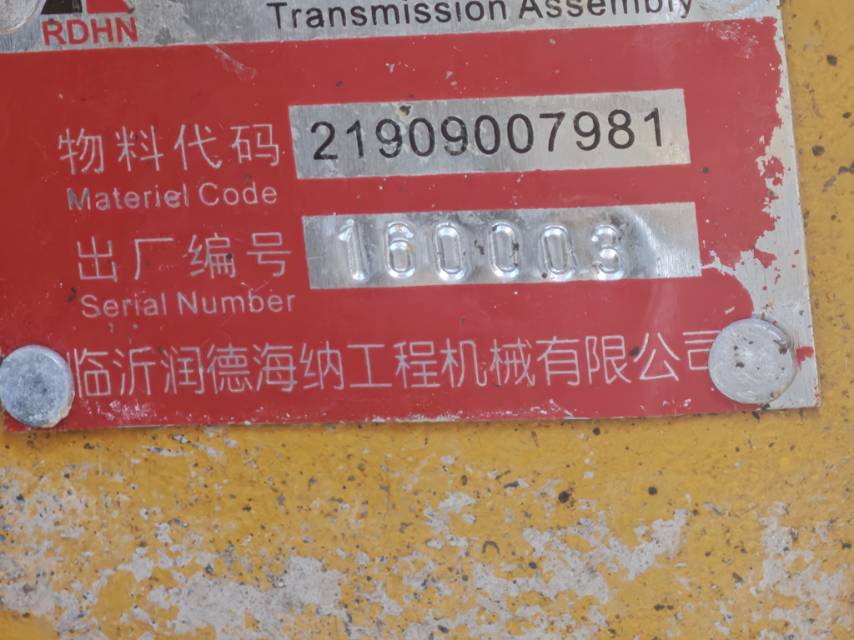 RDHN
Transmission Assembly
物料代码 21909007981
Materiel Code
出厂编号 160003
Serial Number
临沂润德海纳工程机械有限公司